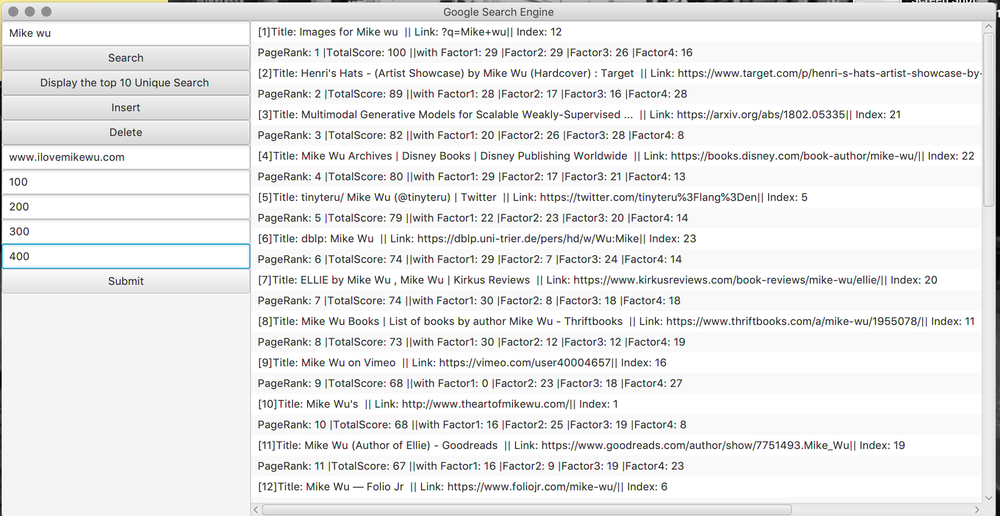 Google Search Engine
Mike wu
Search
Display the top 10 Unique Search
Insert
Delete
www.ilovemikewu.com
100
200
300
400
Submit
[1]Title: Images for Mike wu || Link: ?q=Mike+wu|| Index: 12
PageRank: 1 |TotalScore: 100 ||with Factor1: 29 |Factor2: 29 |Factor3: 26 |Factor4: 16
[2]Title: Henri's Hats - (Artist Showcase) by Mike Wu (Hardcover) : Target || Link: https://www.target.com/p/henri-s-hats-artist-showcase-by-
PageRank: 2 |TotalScore: 89 ||with Factor1: 28 |Factor2: 17 |Factor3: 16 |Factor4: 28
[3]Title: Multimodal Generative Models for Scalable Weakly-Supervised ... || Link: https://arxiv.org/abs/1802.05335|| Index: 21
PageRank: 3 |TotalScore: 82 ||with Factor1: 20 |Factor2: 26 |Factor3: 28 |Factor4: 8
[4]Title: Mike Wu Archives | Disney Books | Disney Publishing Worldwide || Link: https://books.disney.com/book-author/mike-wu/|| Index: 22
PageRank: 4 |TotalScore: 80 ||with Factor1: 29 |Factor2: 17 |Factor3: 21 |Factor4: 13
[5]Title: tinyteru/ Mike Wu (@tinyteru) | Twitter || Link: https://twitter.com/tinyteru%3Flang%3Den|| Index: 5
PageRank: 5 |TotalScore: 79 ||with Factor1: 22 |Factor2: 23 |Factor3: 20 |Factor4: 14
[6]Title: dblp: Mike Wu || Link: https://dblp.uni-trier.de/pers/hd/w/Wu:Mike|| Index: 23
PageRank: 6 |TotalScore: 74 ||with Factor1: 29 |Factor2: 7 |Factor3: 24 |Factor4: 14
[7]Title: ELLIE by Mike Wu , Mike Wu | Kirkus Reviews || Link: https://www.kirkusreviews.com/book-reviews/mike-wu/ellie/|| Index: 20
PageRank: 7 |TotalScore: 74 ||with Factor1: 30 |Factor2: 8 |Factor3: 18 |Factor4: 18
[8]Title: Mike Wu Books | List of books by author Mike Wu - Thriftbooks || Link: https://www.thriftbooks.com/a/mike-wu/1955078/|| Index: 11
PageRank: 8 |TotalScore: 73 ||with Factor1: 30 |Factor2: 12 |Factor3: 12 |Factor4: 19
[9]Title: Mike Wu on Vimeo || Link: https://vimeo.com/user40004657|| Index: 16
PageRank: 9 |TotalScore: 68 ||with Factor1: 0 |Factor2: 23 |Factor3: 18 |Factor4: 27
[10]Title: Mike Wu's || Link: http://www.theartofmikewu.com/|| Index: 1
PageRank: 10 |TotalScore: 68 ||with Factor1: 16 |Factor2: 25 |Factor3: 19 |Factor4: 8
[11]Title: Mike Wu (Author of Ellie) - Goodreads || Link: https://www.goodreads.com/author/show/7751493.Mike_Wu|| Index: 19
PageRank: 11 |TotalScore: 67 ||with Factor1: 16 |Factor2: 9 |Factor3: 19 |Factor4: 23
[12]Title: Mike Wu — Folio Jr || Link: https://www.foliojr.com/mike-wu/|| Index: 6